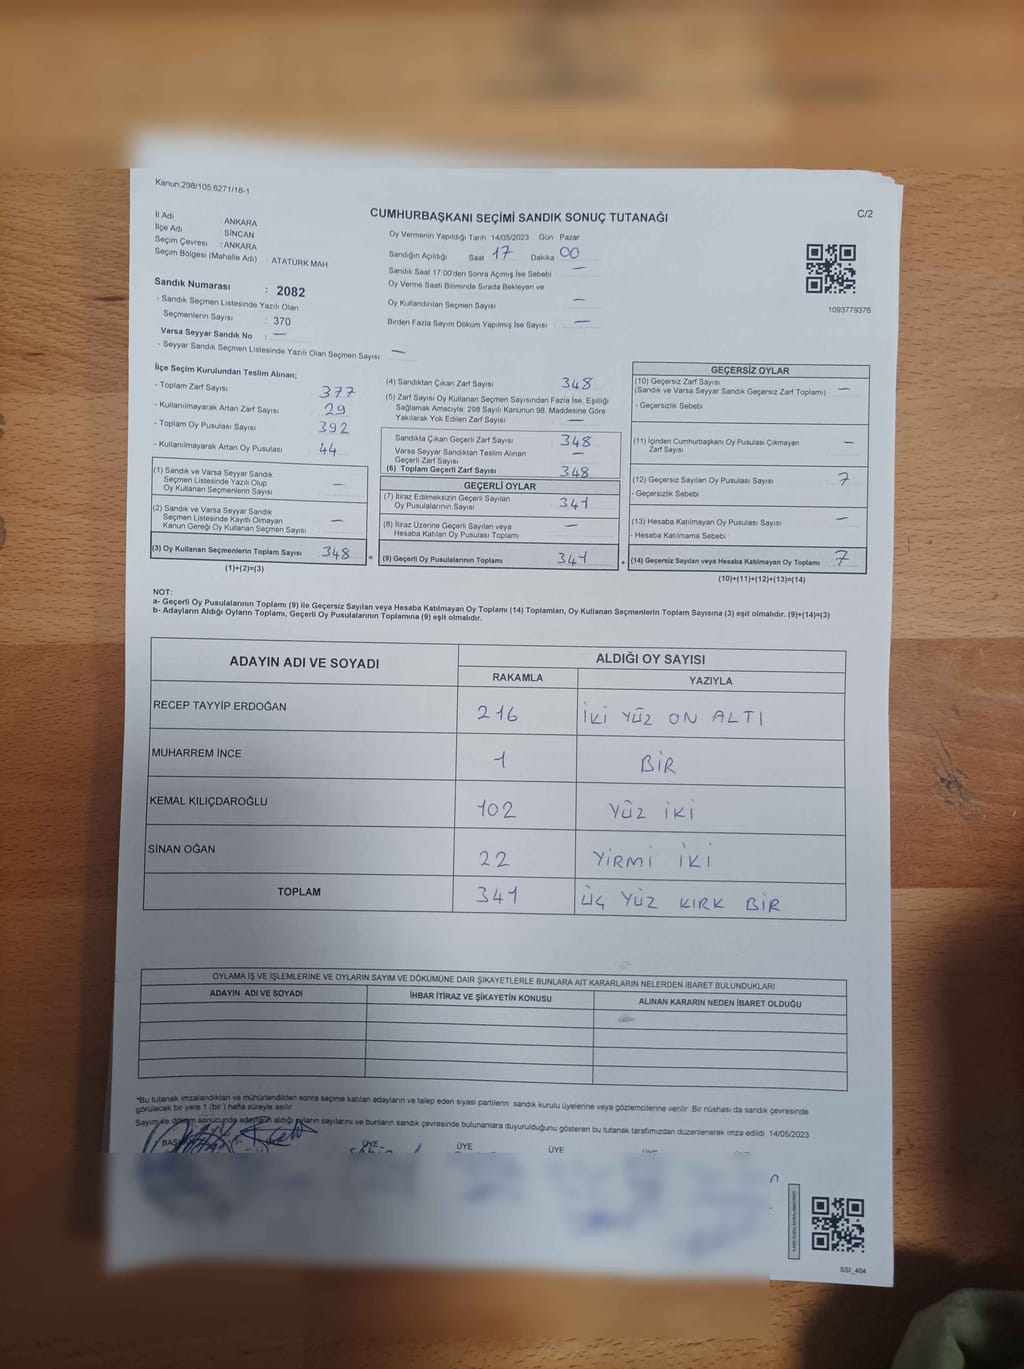 Kanun;298/105,6271/18-1
C/2
CUMHURBAŞKANI SEÇİMİ SANDIK SONUÇ TUTANAĞI
İl Adı : ANKARA
İlçe Adı : SİNCAN
Seçim Çevresi : ANKARA
Seçim Bölgesi (Mahalle Adı) : ATATÜRK MAH
Sandık Numarası : 2082
- Sandık Seçmen Listesinde Yazılı Olan
Seçmenlerin Sayısı : 370
Varsa Seyyar Sandık No : —
- Seyyar Sandık Seçmen Listesinde Yazılı Olan Seçmen Sayısı: —
Oy Vermenin Yapıldığı Tarih 14/05/2023 Gün Pazar
Sandığın Açıldığı Saat 17 Dakika 00
Sandık Saat 17:00'den Sonra Açımış İse Sebebi —
Oy Verme Saati Bitiminde Sırada Bekleyen ve
Oy Kullandırılan Seçmen Sayısı —
Birden Fazla Sayım Döküm Yapılmış İse Sayısı —
1093779376
İlçe Seçim Kurulundan Teslim Alınan;
- Toplam Zarf Sayısı 377
- Kullanılmayarak Artan Zarf Sayısı 29
- Toplam Oy Pusulası Sayısı 392
- Kullanılmayarak Artan Oy Pusulası 44
(1) Sandık ve Varsa Seyyar Sandık
Seçmen Listesinde Yazılı Olup
Oy Kullanan Seçmenlerin Sayısı —
(2) Sandık ve Varsa Seyyar Sandık
Seçmen Listesinde Kayıtlı Olmayan
Kanun Gereği Oy Kullanan Seçmen Sayısı —
(3) Oy Kullanan Seçmenlerin Toplam Sayısı 348 =
(1)+(2)=(3)
(4) Sandıktan Çıkan Zarf Sayısı 348
(5) Zarf Sayısı Oy Kullanan Seçmen Sayısından Fazla İse, Eşitliği
Sağlamak Amacıyla; 298 Sayılı Kanunun 98. Maddesine Göre
Yakılarak Yok Edilen Zarf Sayısı —
Sandıkta Çıkan Geçerli Zarf Sayısı 348
Varsa Seyyar Sandıktan Teslim Alınan
Geçerli Zarf Sayısı —
(6) Toplam Geçerli Zarf Sayısı 348
GEÇERLİ OYLAR
(7) İtiraz Edilmeksizin Geçerli Sayılan
Oy Pusulalarının Sayısı 341
(8) İtiraz Üzerine Geçerli Sayılan veya
Hesaba Katılan Oy Pusulası Toplamı —
(9) Geçerli Oy Pusulalarının Toplamı 341 +
GEÇERSİZ OYLAR
(10) Geçersiz Zarf Sayısı
(Sandık ve Varsa Seyyar Sandık Geçersiz Zarf Toplamı) —
- Geçersizlik Sebebi
(11) İçinden Cumhurbaşkanı Oy Pusulası Çıkmayan
Zarf Sayısı —
(12) Geçersiz Sayılan Oy Pusulası Sayısı 7
- Geçersizlik Sebebi
(13) Hesaba Katılmayan Oy Pusulası Sayısı —
- Hesaba Katılmama Sebebi
(14) Geçersiz Sayılan veya Hesaba Katılmayan Oy Toplamı 7
(10)+(11)+(12)+(13)=(14)
NOT:
a- Geçerli Oy Pusulalarının Toplamı (9) ile Geçersiz Sayılan veya Hesaba Katılmayan Oy Toplamı (14) Toplamları, Oy Kullanan Seçmenlerin Toplam Sayısına (3) eşit olmalıdır. (9)+(14)=(3)
b- Adayların Aldığı Oyların Toplamı, Geçerli Oy Pusulalarının Toplamına (9) eşit olmalıdır.
ADAYIN ADI VE SOYADI ALDIĞI OY SAYISI
RAKAMLA YAZIYLA
RECEP TAYYİP ERDOĞAN 216 İKİ YÜZ ON ALTI
MUHARREM İNCE 1 BİR
KEMAL KILIÇDAROĞLU 102 YÜZ İKİ
SİNAN OĞAN 22 YİRMİ İKİ
TOPLAM 341 ÜÇ YÜZ KIRK BİR
OYLAMA İŞ VE İŞLEMLERİNE VE OYLARIN SAYIM VE DÖKÜMÜNE DAİR ŞİKAYETLERLE BUNLARA AİT KARARLARIN NELERDEN İBARET BULUNDUKLARI
ADAYIN ADI VE SOYADI İHBAR İTİRAZ VE ŞİKAYETİN KONUSU ALINAN KARARIN NEDEN İBARET OLDUĞU
*Bu tutanak imzalandıktan ve mühürlendikten sonra seçime katılan adayların ve talep eden siyasi partilerin sandık kurulu üyelerine veya gözlemcilerine verilir. Bir nüshası da sandık çevresinde
görülecek bir yere 1 (bir) hafta süreyle asılır.
Sayım ve döküm sonucunda adayların aldığı oyların sayılarını ve bunların sandık çevresinde bulunanlara duyurulduğunu gösteren bu tutanak tarafımızdan düzenlenerek imza edildi. 14/05/2023
ÜYE ÜYE ÜYE
SSI_404